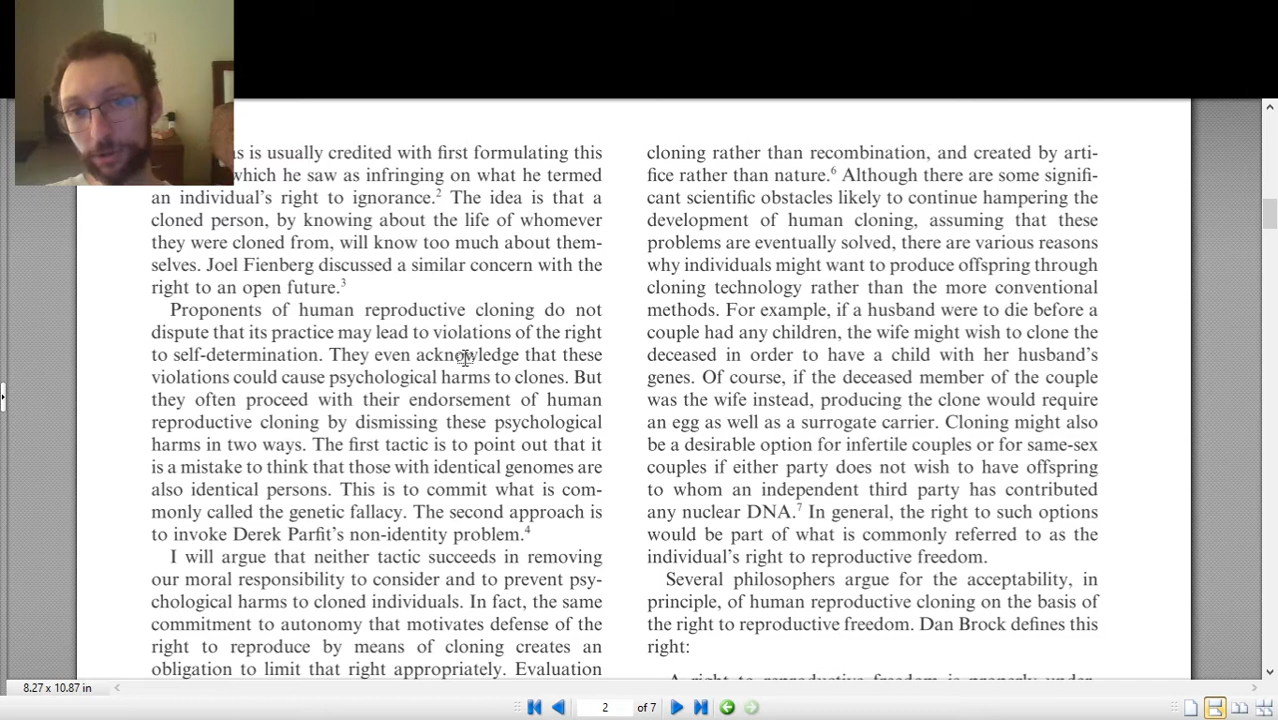 s is usually credited with first formulating this
which he saw as infringing on what he termed
an individual's right to ignorance.2 The idea is that a
cloned person, by knowing about the life of whomever
they were cloned from, will know too much about them-
selves. Joel Fienberg discussed a similar concern with the
right to an open future.3
Proponents of human reproductive cloning do not
dispute that its practice may lead to violations of the right
to self-determination. They even acknowledge that these
violations could cause psychological harms to clones. But
they often proceed with their endorsement of human
reproductive cloning by dismissing these psychological
harms in two ways. The first tactic is to point out that it
is a mistake to think that those with identical genomes are
also identical persons. This is to commit what is com-
monly called the genetic fallacy. The second approach is
to invoke Derek Parfit's non-identity problem.4
I will argue that neither tactic succeeds in removing
our moral responsibility to consider and to prevent psy-
chological harms to cloned individuals. In fact, the same
commitment to autonomy that motivates defense of the
right to reproduce by means of cloning creates an
obligation to limit that right appropriately. Evaluation
cloning rather than recombination, and created by arti-
fice rather than nature.6 Although there are some signifi-
cant scientific obstacles likely to continue hampering the
development of human cloning, assuming that these
problems are eventually solved, there are various reasons
why individuals might want to produce offspring through
cloning technology rather than the more conventional
methods. For example, if a husband were to die before a
couple had any children, the wife might wish to clone the
deceased in order to have a child with her husband's
genes. Of course, if the deceased member of the couple
was the wife instead, producing the clone would require
an egg as well as a surrogate carrier. Cloning might also
be a desirable option for infertile couples or for same-sex
couples if either party does not wish to have offspring
to whom an independent third party has contributed
any nuclear DNA.7 In general, the right to such options
would be part of what is commonly referred to as the
individual's right to reproductive freedom.
Several philosophers argue for the acceptability, in
principle, of human reproductive cloning on the basis of
the right to reproductive freedom. Dan Brock defines this
right:
A right to reproductive freedom is properly under-
8.27 x 10.87 in
2 of 7